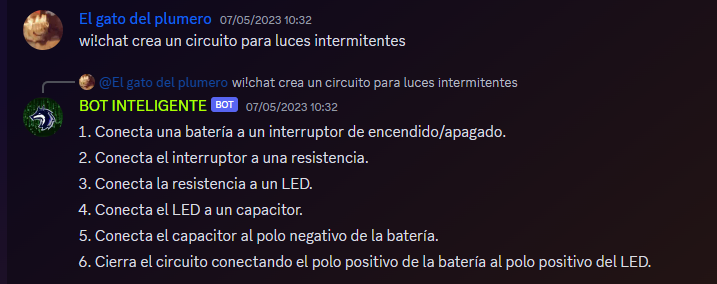 El gato del plumero 07/05/2023 10:32
wi!chat crea un circuito para luces intermitentes
@El gato del plumero wi!chat crea un circuito para luces intermitentes
BOT INTELIGENTE BOT 07/05/2023 10:32
1. Conecta una batería a un interruptor de encendido/apagado.
2. Conecta el interruptor a una resistencia.
3. Conecta la resistencia a un LED.
4. Conecta el LED a un capacitor.
5. Conecta el capacitor al polo negativo de la batería.
6. Cierra el circuito conectando el polo positivo de la batería al polo positivo del LED.